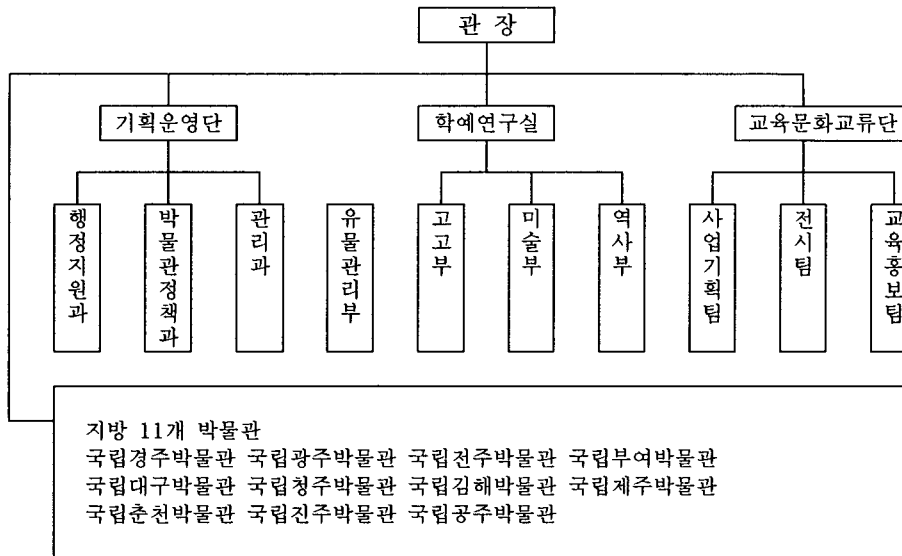 관 장
기획운영단 학예연구실 교육문화교류단
행정지원과 박물관정책과 관리과 유물관리부 고고부 미술부 역사부 사업기획팀 전시팀 교육홍보팀
지방 11개 박물관
국립경주박물관 국립광주박물관 국립전주박물관 국립부여박물관
국립대구박물관 국립청주박물관 국립김해박물관 국립제주박물관
국립춘천박물관 국립진주박물관 국립공주박물관